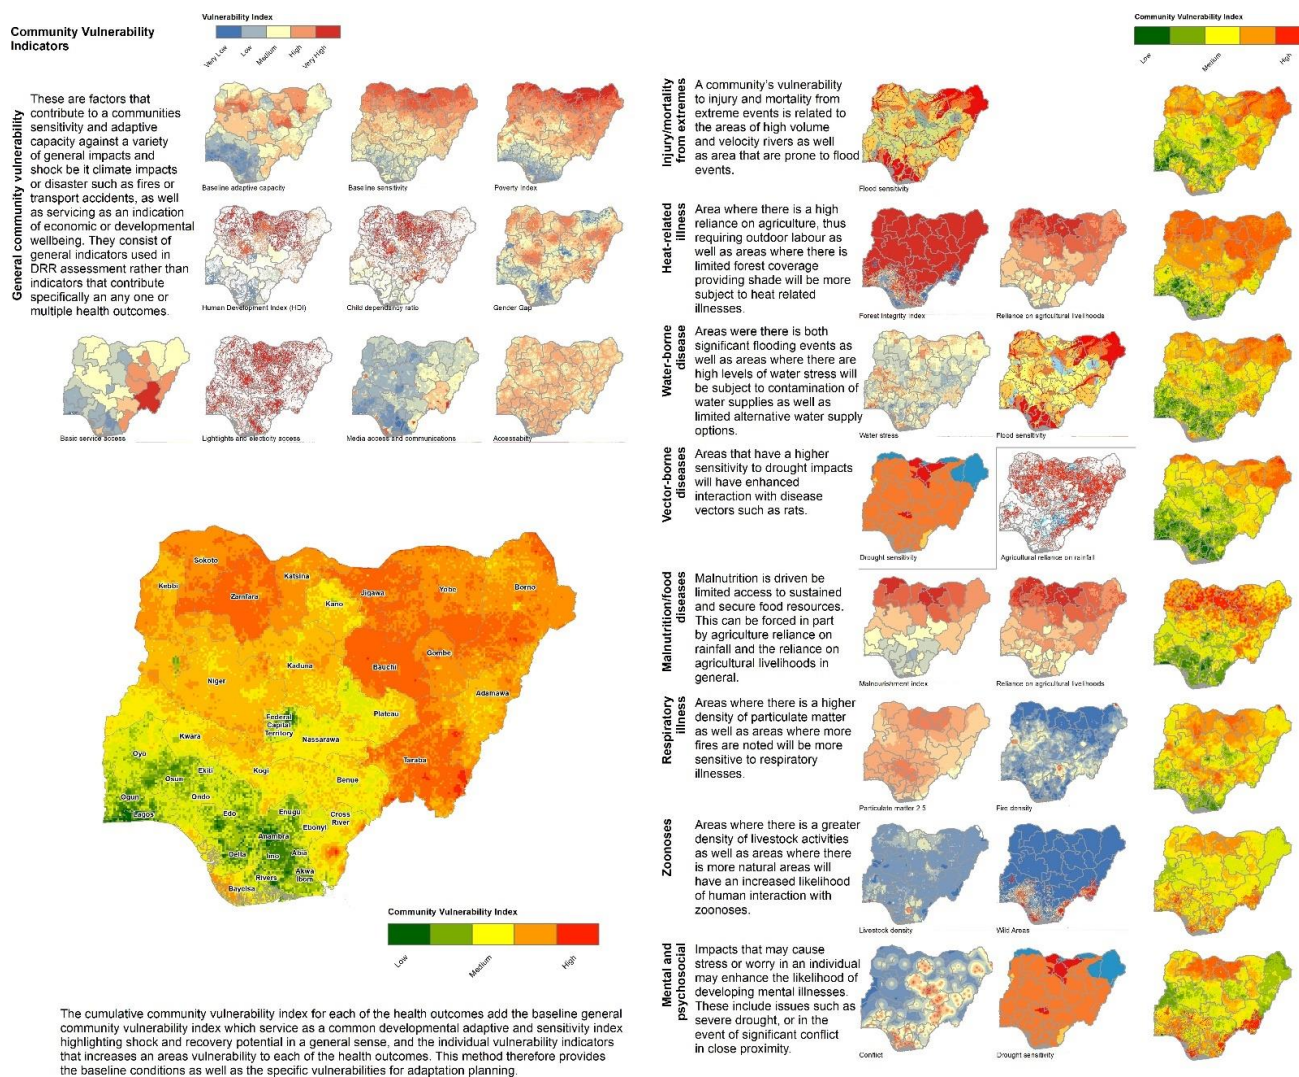 Community Vulnerability
Indicators
Vulnerability Index
Very Low
Low
Medium
High
Very High
General community vulnerability
These are factors that
contribute to a communities
sensitivity and adaptive
capacity against a variety
of general impacts and
shock be it climate impacts
or disaster such as fires or
transport accidents, as well
as servicing as an indication
of economic or developmental
wellbeing. They consist of
general indicators used in
DRR assessment rather than
indicators that contribute
specifically an any one or
multiple health outcomes.
Baseline adaptive capacity
Baseline sensitivity
Poverty Index
Human Development Index (HDI)
Child dependency ratio
Gender Gap
Basic service access
Lightights and electicity access
Media access and communications
Accessabity
Sokoto
Kebbi
Zamfara
Katsina
Kano
Jigawa
Yobe
Borno
Bauchi
Gombe
Kaduna
Niger
Adamawa
Plateau
Federal
Capital
Territory
Nassarawa
Kwara
Taraba
Oyo
Osun
Ekiti
Kogi
Benue
Ogun
Ondo
Lagos
Edo
Enugu
Ebonyi
Cross
River
Anambra
Delta
Imo
Abia
Rivers
Akwa
Ibom
Bayelsa
Community Vulnerability Index
Low
Medium
High
The cumulative community vulnerability index for each of the health outcomes add the baseline general
community vulnerability index which service as a common developmental adaptive and sensitivity index
highlighting shock and recovery potential in a general sense, and the individual vulnerability indicators
that increases an areas vulnerability to each of the health outcomes. This method therefore provides
the baseline conditions as well as the specific vulnerabilities for adaptation planning.
Community Vulnerability Index
Low
Medium
High
Injury/mortality
from extremes
A community's vulnerability
to injury and mortality from
extreme events is related to
the areas of high volume
and velocity rivers as well
as area that are prone to flood
events.
Flood sensitivity
Heat-related
illness
Area where there is a high
reliance on agriculture, thus
requiring outdoor labour as
well as areas where there is
limited forest coverage
providing shade will be more
subject to heat related
illnesses.
Forest Integrity Index
Reliance on agricultural livelihoods
Water-borne
disease
Areas were there is both
significant flooding events as
well as areas where there are
high levels of water stress will
be subject to contamination of
water supplies as well as
limited alternative water supply
options.
Water stress
Flood sensitivity
Vector-borne
diseases
Areas that have a higher
sensitivity to drought impacts
will have enhanced
interaction with disease
vectors such as rats.
Drought sensitivity
Agricultural reliance on rainfall
Malnutrition/food
diseases
Malnutrition is driven be
limited access to sustained
and secure food resources.
This can be forced in part
by agriculture reliance on
rainfall and the reliance on
agricultural livelihoods in
general.
Malnourishment index
Reliance on agricultural livelihoods
Respiratory
illness
Areas where there is a higher
density of particulate matter
as well as areas where more
fires are noted will be more
sensitive to respiratory
illnesses.
Particulate matter 2.5
Fire density
Zoonoses
Areas where there is a greater
density of livestock activities
as well as areas where there
is more natural areas will
have an increased likelihood
of human interaction with
zoonoses.
Livestock density
Wild Areas
Mental and
psychosocial
Impacts that may cause
stress or worry in an individual
may enhance the likelihood of
developing mental illnesses.
These include issues such as
severe drought, or in the
event of significant conflict
in close proximity.
Conflict
Drought sensitivity